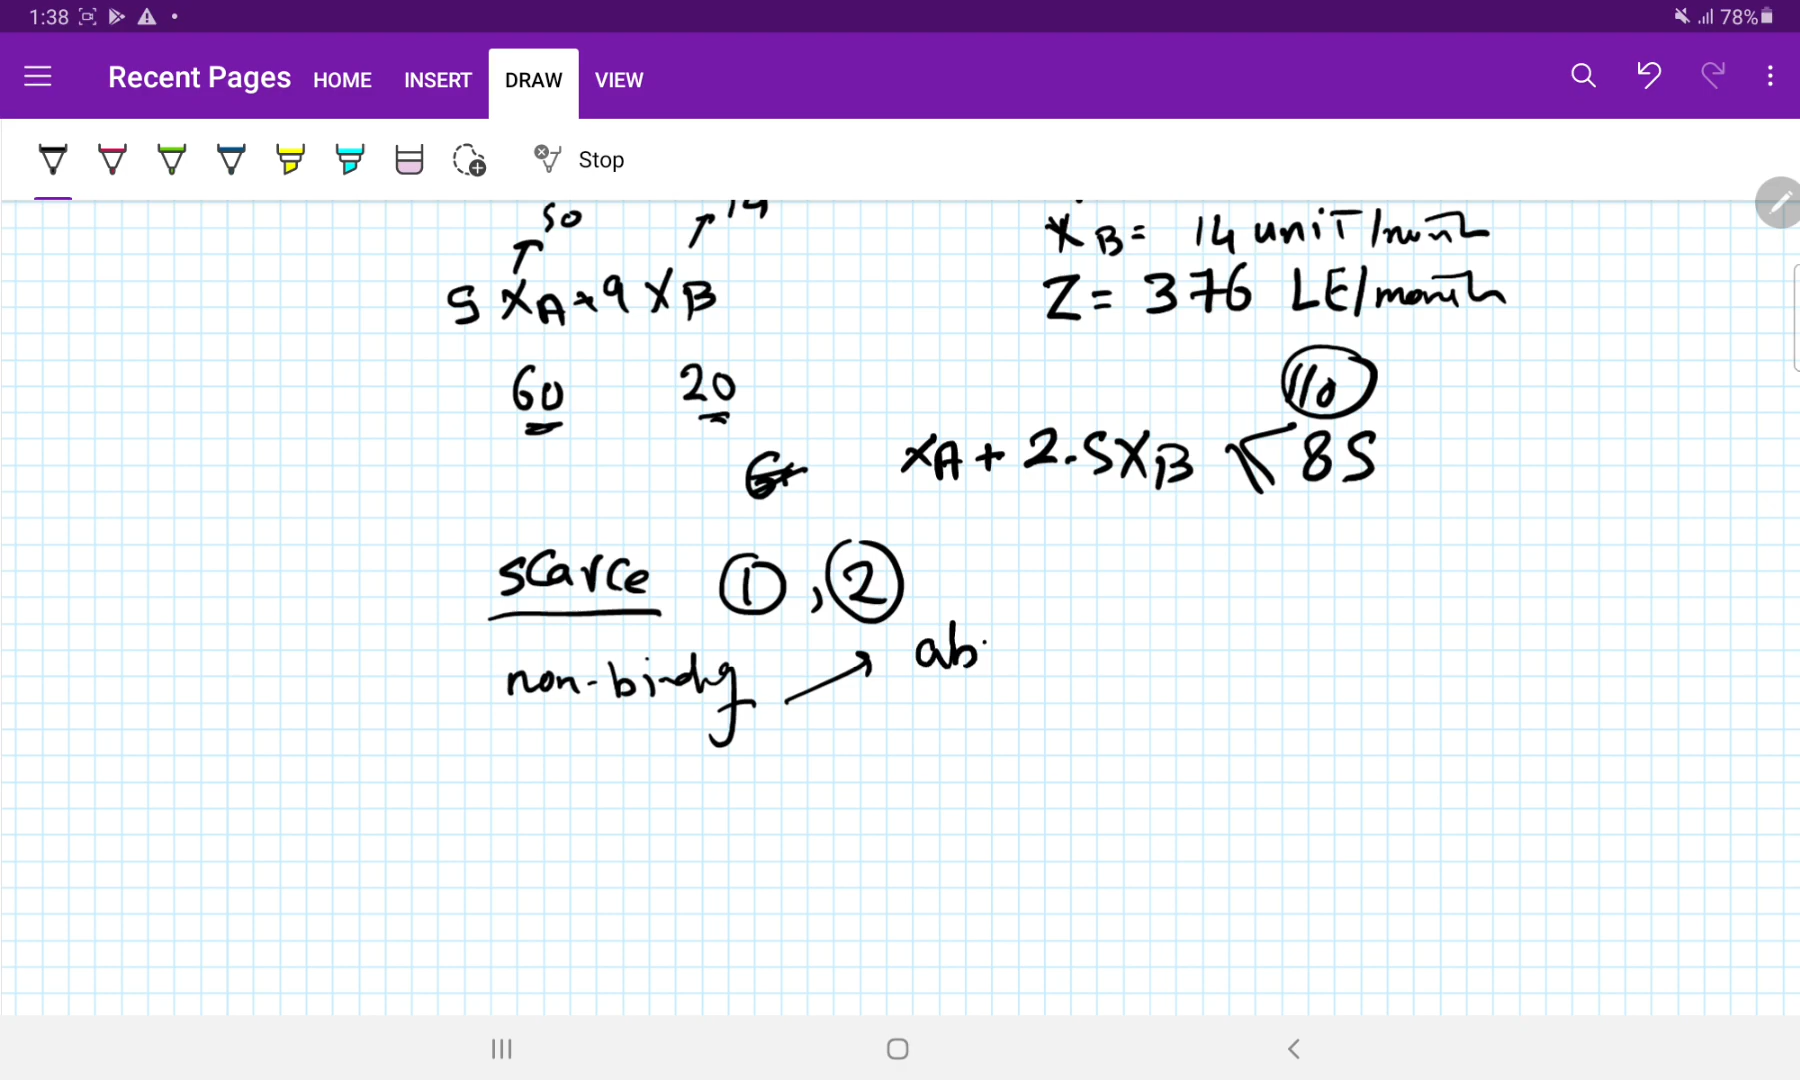 1:38 78%
Recent Pages HOME INSERT DRAW VIEW
Stop
50 14
5 XA + 9 XB
60 20
XB = 14 unit/month
Z = 376 LE/month
110
XA + 2.5XB ≤ 85
scarce ①, ②
non-binding → ab